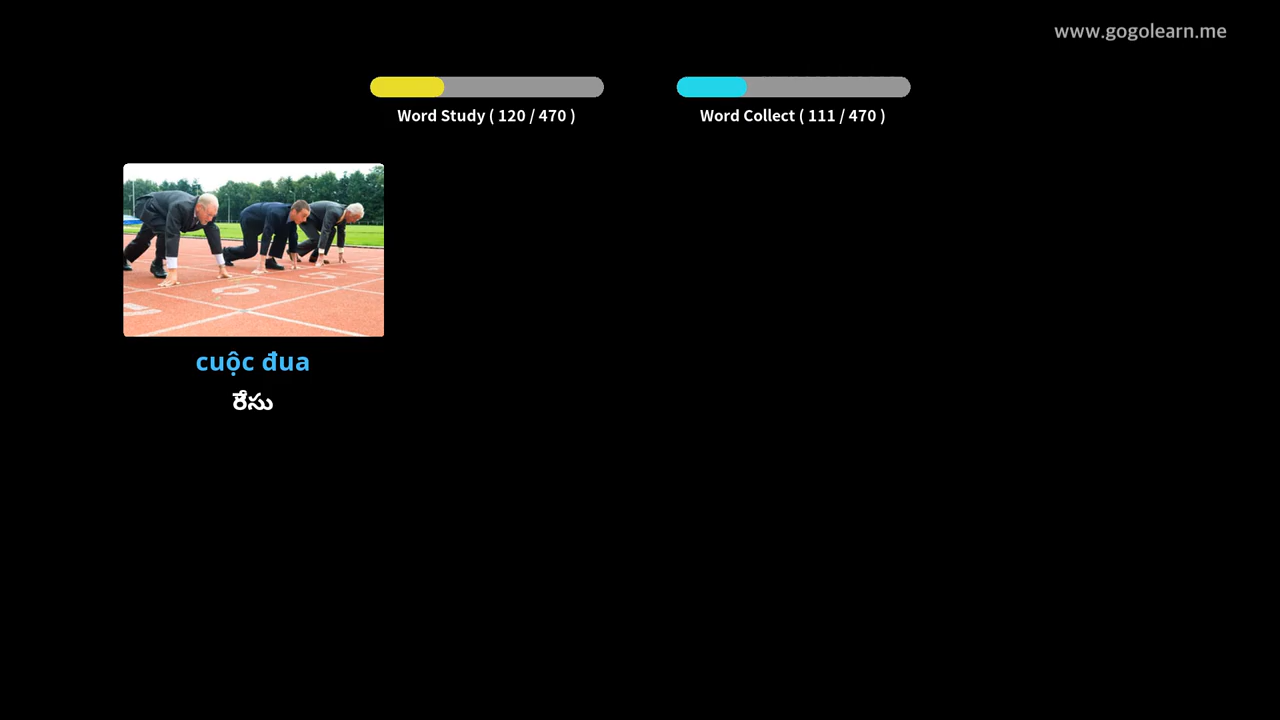 www.gogolearn.me
Word Study ( 120 / 470 )
Word Collect ( 111 / 470 )
cuộc đua
రేసు